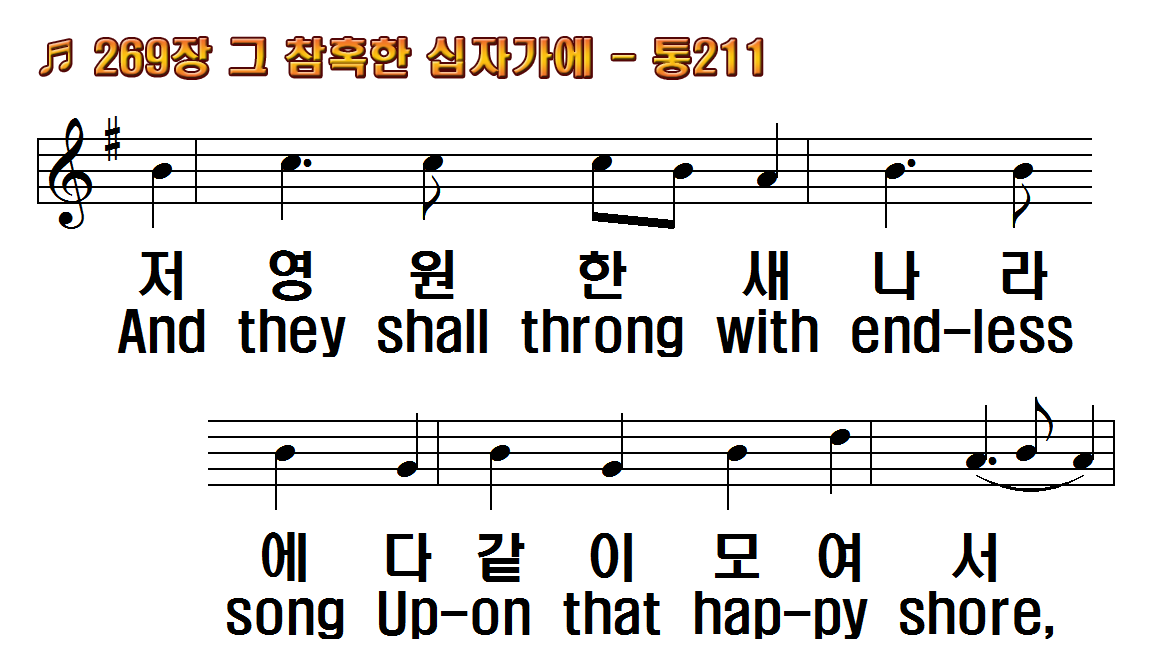 ♬ 269장 그 참혹한 십자가에 - 통211
저 영 원 한 새 나 라
And they shall throng with end-less
에 다 같 이 모 여 서
song Up-on that hap-py shore,